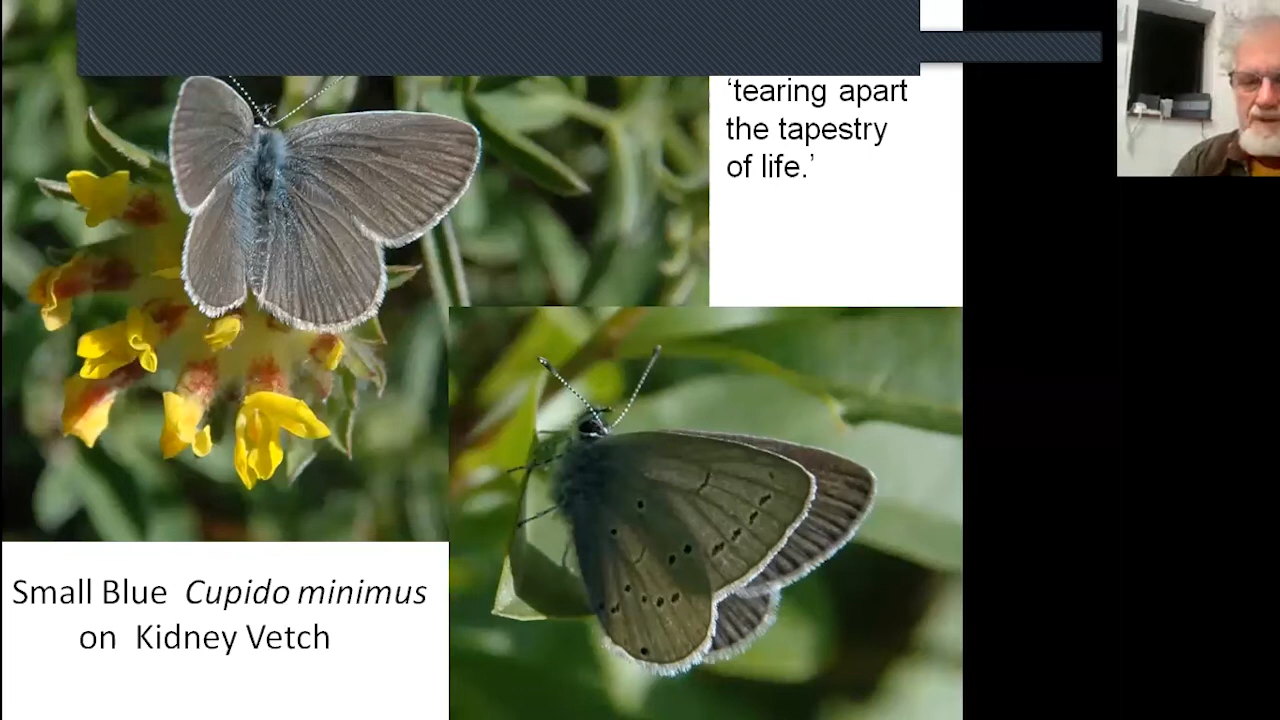 ‘tearing apart
the tapestry
of life.’
Small Blue Cupido minimus
on Kidney Vetch